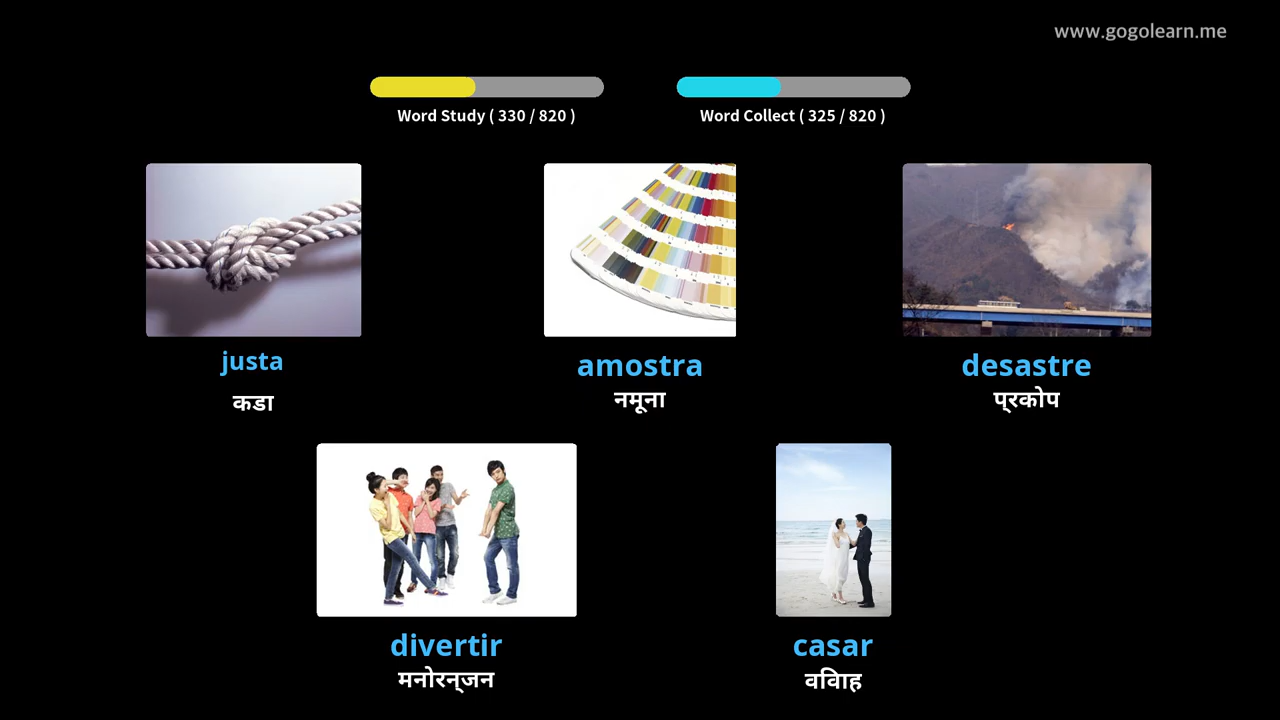 www.gogolearn.me
Word Study ( 330 / 820 )
Word Collect ( 325 / 820 )
justa
कडा
amostra
नमूना
desastre
प्रकोप
divertir
मनोरन्जन
casar
वविाह